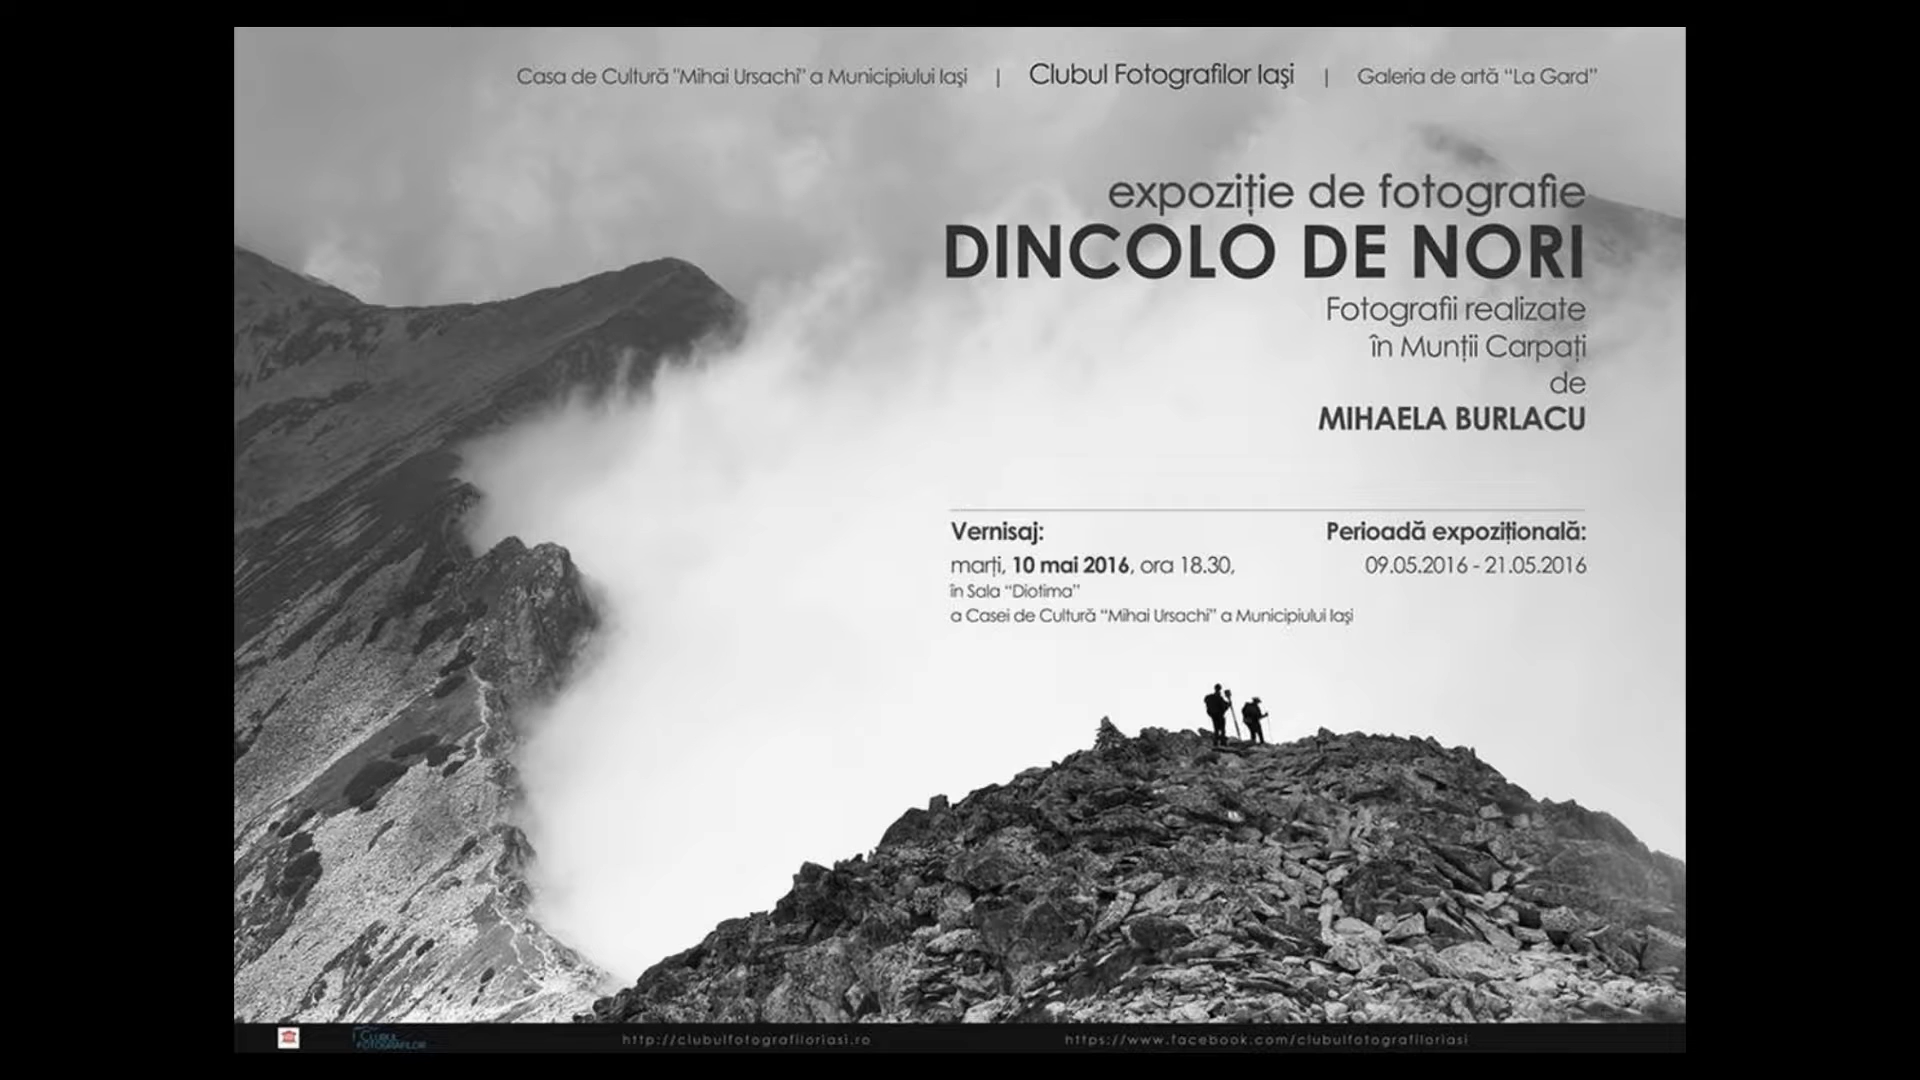 Casa de Cultură "Mihai Ursachi" a Municipiului Iaşi | Clubul Fotografilor Iaşi | Galeria de artă “La Gard”
expoziție de fotografie
DINCOLO DE NORI
Fotografii realizate
în Munții Carpați
de
MIHAELA BURLACU
Vernisaj:
marți, 10 mai 2016, ora 18.30,
în Sala “Diotima”
a Casei de Cultură “Mihai Ursachi” a Municipiului Iaşi
Perioadă expozițională:
09.05.2016 - 21.05.2016
CLUBUL
FOTOGRAFILOR
http://clubulfotografiloriasi.ro
https://www.facebook.com/clubulfotografiloriasi